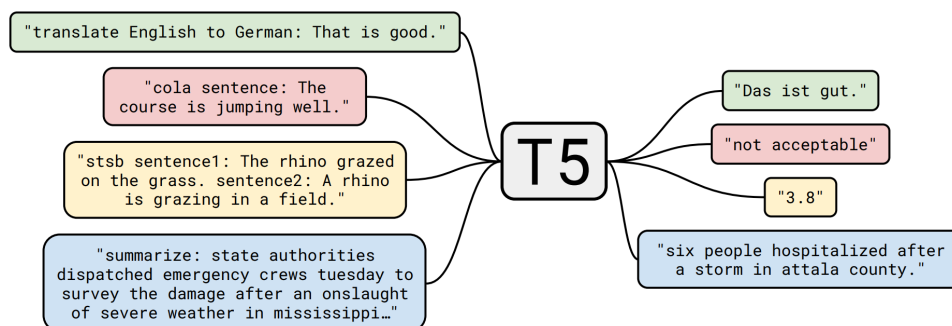 "translate English to German: That is good."
"cola sentence: The
course is jumping well."
"stsb sentence1: The rhino grazed
on the grass. sentence2: A rhino
is grazing in a field."
"summarize: state authorities
dispatched emergency crews tuesday to
survey the damage after an onslaught
of severe weather in mississippi…"
T5
"Das ist gut."
"not acceptable"
"3.8"
"six people hospitalized after
a storm in attala county."